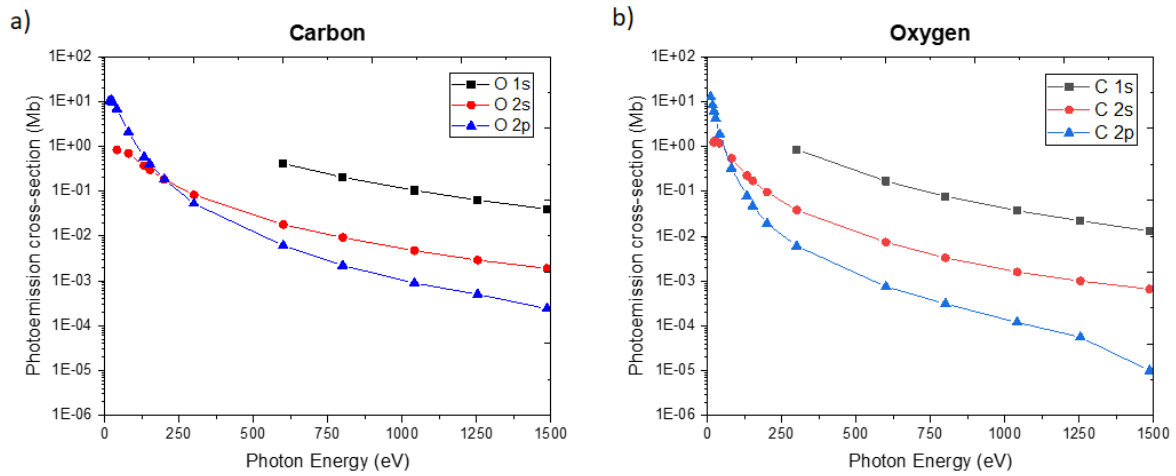 a)
Carbon
1E+02
1E+01
1E+00
1E-01
1E-02
1E-03
1E-04
1E-05
1E-06
Photoemission cross-section (Mb)
O 1s
O 2s
O 2p
0 250 500 750 1000 1250 1500
Photon Energy (eV)
b)
Oxygen
1E+02
1E+01
1E+00
1E-01
1E-02
1E-03
1E-04
1E-05
1E-06
Photoemission cross-section (Mb)
C 1s
C 2s
C 2p
0 250 500 750 1000 1250 1500
Photon Energy (eV)